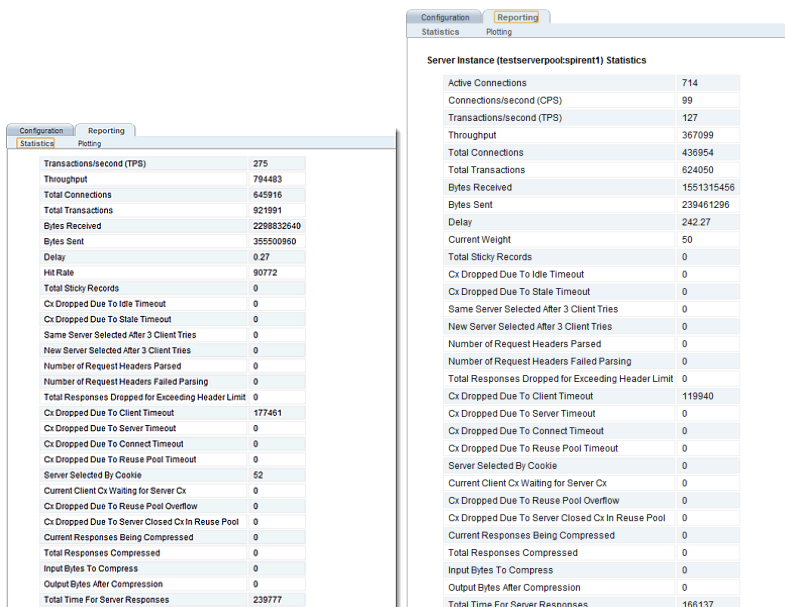 Configuration Reporting
Statistics Plotting
Transactions/second (TPS) 275
Throughput 794483
Total Connections 645916
Total Transactions 921991
Bytes Received 2298832640
Bytes Sent 355500960
Delay 0.27
Hit Rate 90772
Total Sticky Records 0
Cx Dropped Due To Idle Timeout 0
Cx Dropped Due To Stale Timeout 0
Same Server Selected After 3 Client Tries 0
New Server Selected After 3 Client Tries 0
Number of Request Headers Parsed 0
Number of Request Headers Failed Parsing 0
Total Responses Dropped for Exceeding Header Limit 0
Cx Dropped Due To Client Timeout 177461
Cx Dropped Due To Server Timeout 0
Cx Dropped Due To Connect Timeout 0
Cx Dropped Due To Reuse Pool Timeout 0
Server Selected By Cookie 52
Current Client Cx Waiting for Server Cx 0
Cx Dropped Due To Reuse Pool Overflow 0
Cx Dropped Due To Server Closed Cx In Reuse Pool 0
Current Responses Being Compressed 0
Total Responses Compressed 0
Input Bytes To Compress 0
Output Bytes After Compression 0
Total Time For Server Responses 239777
Configuration Reporting
Statistics Plotting
Server Instance (testserverpool:spirent1) Statistics
Active Connections 714
Connections/second (CPS) 99
Transactions/second (TPS) 127
Throughput 367099
Total Connections 436954
Total Transactions 624050
Bytes Received 1551315456
Bytes Sent 239461296
Delay 242.27
Current Weight 50
Total Sticky Records 0
Cx Dropped Due To Idle Timeout 0
Cx Dropped Due To Stale Timeout 0
Same Server Selected After 3 Client Tries 0
New Server Selected After 3 Client Tries 0
Number of Request Headers Parsed 0
Number of Request Headers Failed Parsing 0
Total Responses Dropped for Exceeding Header Limit 0
Cx Dropped Due To Client Timeout 119940
Cx Dropped Due To Server Timeout 0
Cx Dropped Due To Connect Timeout 0
Cx Dropped Due To Reuse Pool Timeout 0
Server Selected By Cookie 0
Current Client Cx Waiting for Server Cx 0
Cx Dropped Due To Reuse Pool Overflow 0
Cx Dropped Due To Server Closed Cx In Reuse Pool 0
Current Responses Being Compressed 0
Total Responses Compressed 0
Input Bytes To Compress 0
Output Bytes After Compression 0
Total Time For Server Responses 166137